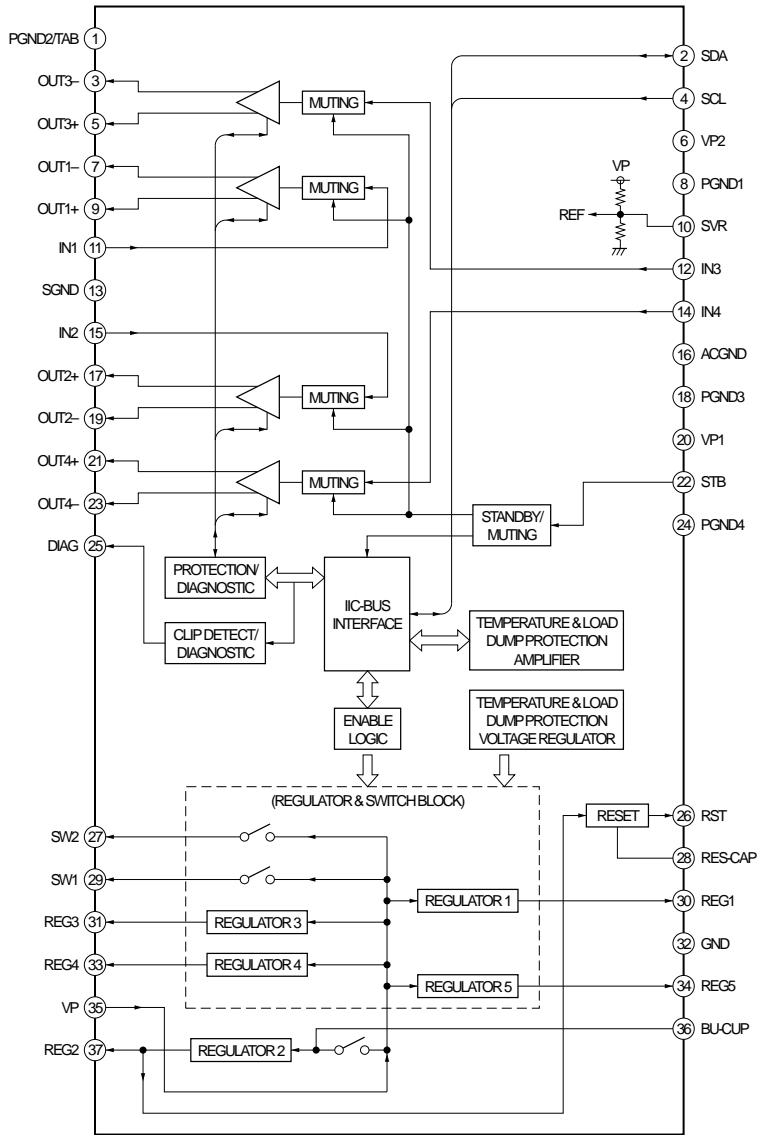 PGND2/TAB 1
2 SDA
OUT3– 3
MUTING
4 SCL
OUT3+ 5
6 VP2
OUT1– 7
MUTING
VP
8 PGND1
OUT1+ 9
REF
10 SVR
IN1 11
12 IN3
SGND 13
14 IN4
IN2 15
16 ACGND
OUT2+ 17
MUTING
18 PGND3
OUT2– 19
20 VP1
OUT4+ 21
MUTING
22 STB
OUT4– 23
STANDBY/
MUTING
24 PGND4
DIAG 25
PROTECTION/
DIAGNOSTIC
IIC-BUS
INTERFACE
CLIP DETECT/
DIAGNOSTIC
TEMPERATURE & LOAD
DUMP PROTECTION
AMPLIFIER
ENABLE
LOGIC
TEMPERATURE & LOAD
DUMP PROTECTION
VOLTAGE REGULATOR
(REGULATOR & SWITCH BLOCK)
SW2 27
RESET
26 RST
28 RES-CAP
SW1 29
REGULATOR 1
30 REG1
REG3 31
REGULATOR 3
32 GND
REG4 33
REGULATOR 4
REGULATOR 5
34 REG5
VP 35
36 BU-CUP
REG2 37
REGULATOR 2